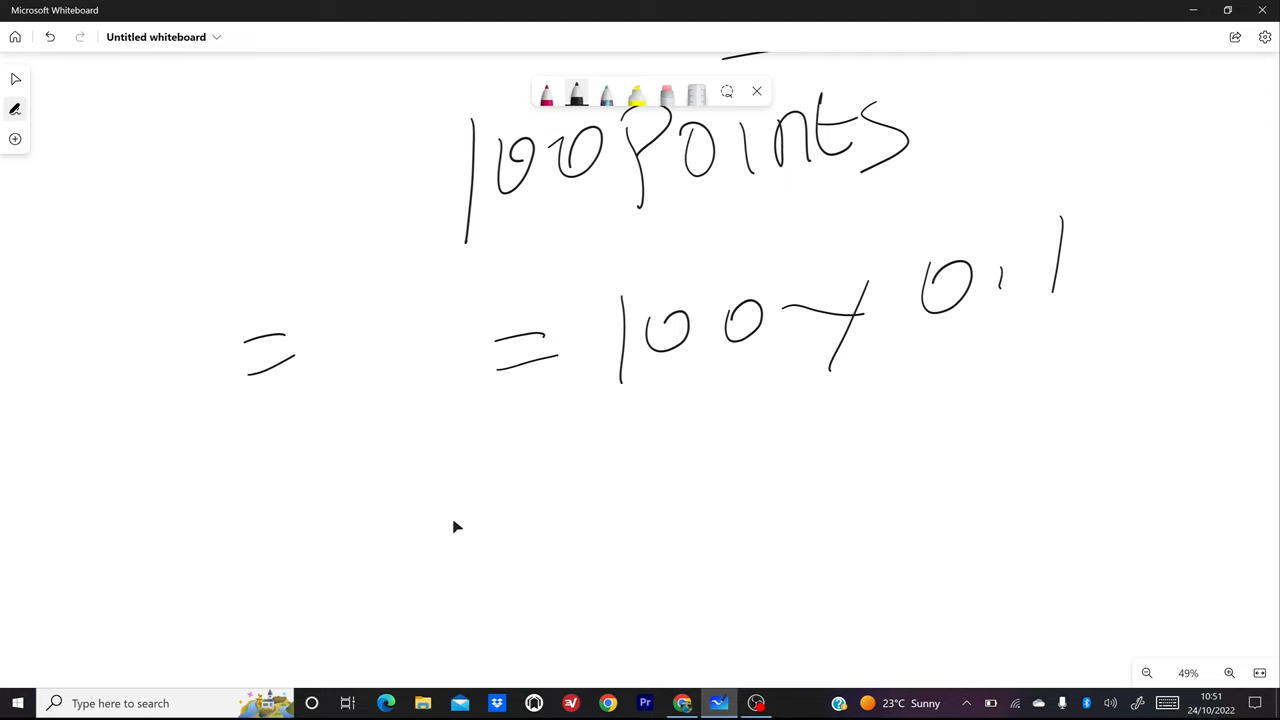 Microsoft Whiteboard
Untitled whiteboard
100 Points
= = 100 x 0.1
49%
Type here to search
Pr
23°C Sunny
10:51
24/10/2022